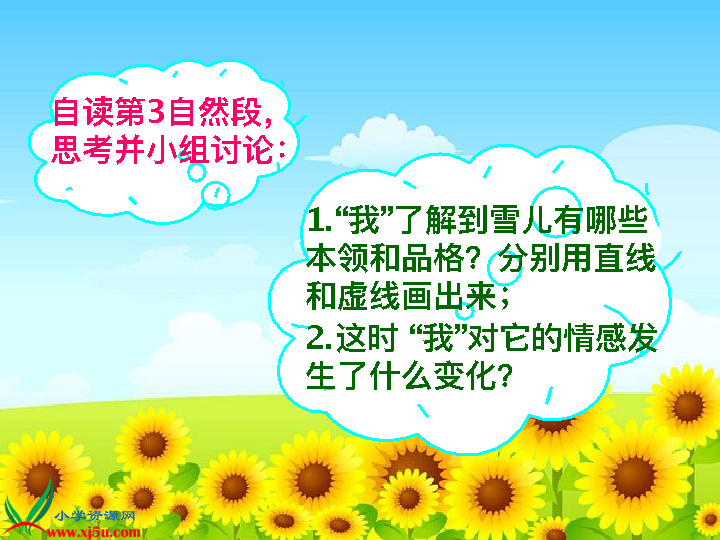 自读第3自然段，
思考并小组讨论：
1.“我”了解到雪儿有哪些
本领和品格？分别用直线
和虚线画出来；
2.这时 “我”对它的情感发
生了什么变化？
小学资源网
www.xj5u.com